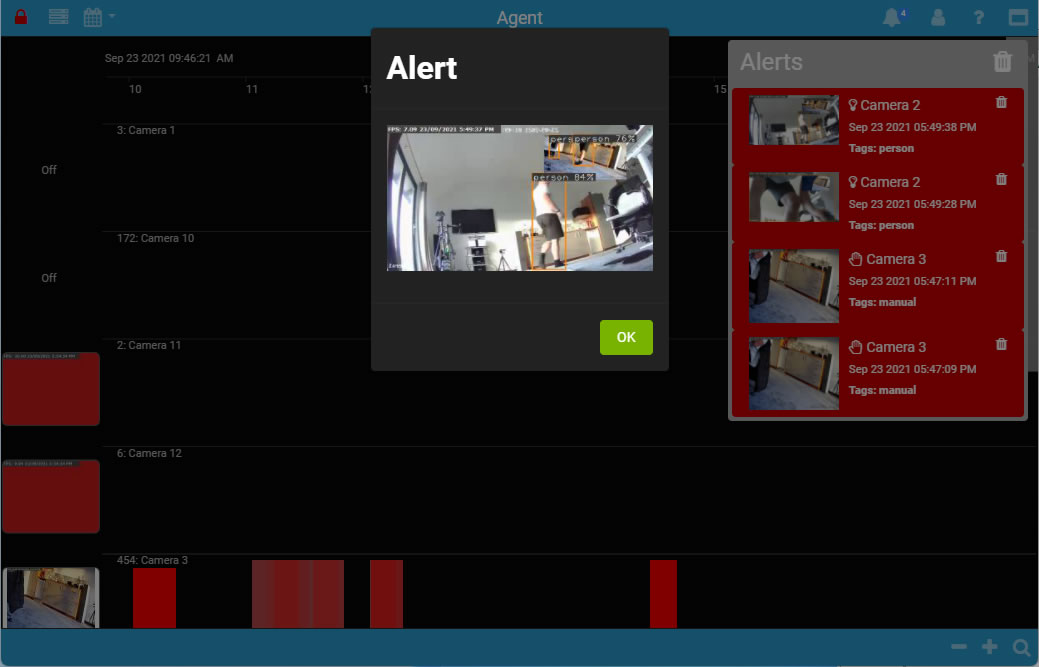 Agent
4
?
Sep 23 2021 09:46:21 AM
10
11
15
3: Camera 1
Off
172: Camera 10
Off
2: Camera 11
6: Camera 12
454: Camera 3
Alert
FPS: 7.09 23/09/2021 5:49:37 PM
person 76%
person 84%
OK
Alerts
Camera 2
Sep 23 2021 05:49:38 PM
Tags: person
Camera 2
Sep 23 2021 05:49:28 PM
Tags: person
Camera 3
Sep 23 2021 05:47:11 PM
Tags: manual
Camera 3
Sep 23 2021 05:47:09 PM
Tags: manual